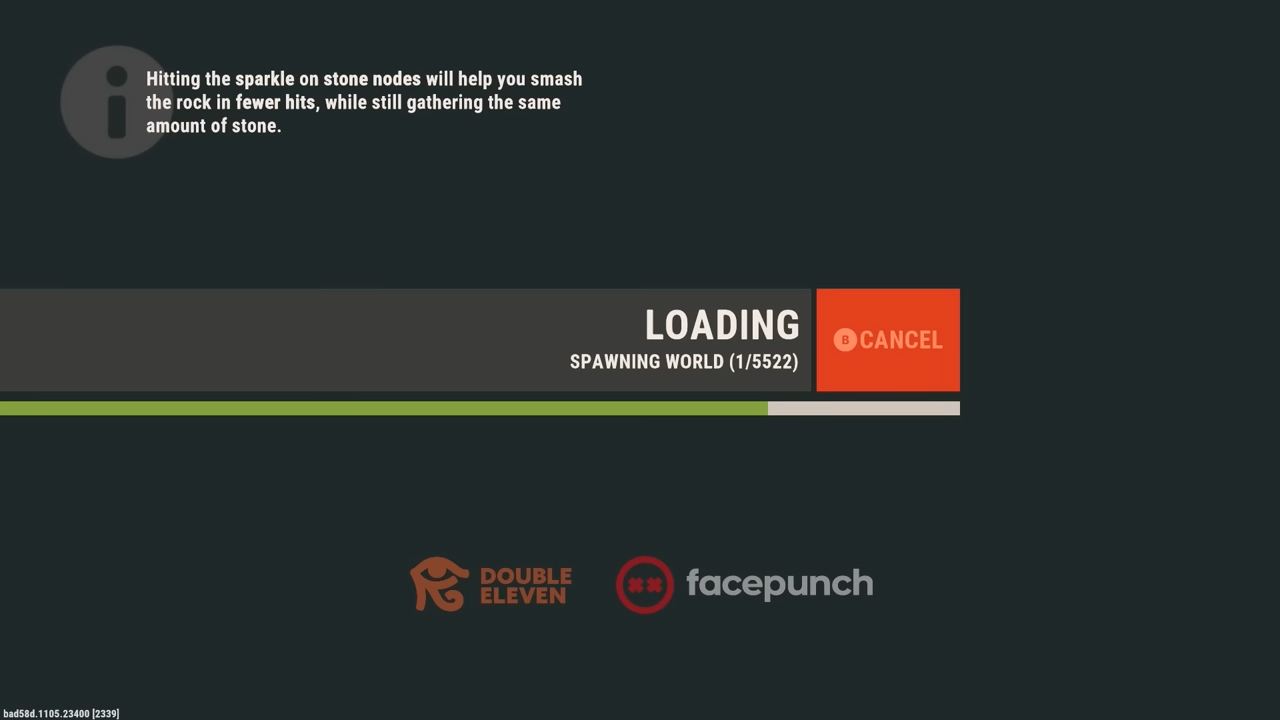 Hitting the sparkle on stone nodes will help you smash
the rock in fewer hits, while still gathering the same
amount of stone.
LOADING
SPAWNING WORLD (1/5522)
B CANCEL
DOUBLE
ELEVEN
facepunch
bad58d.1105.23400 [2339]